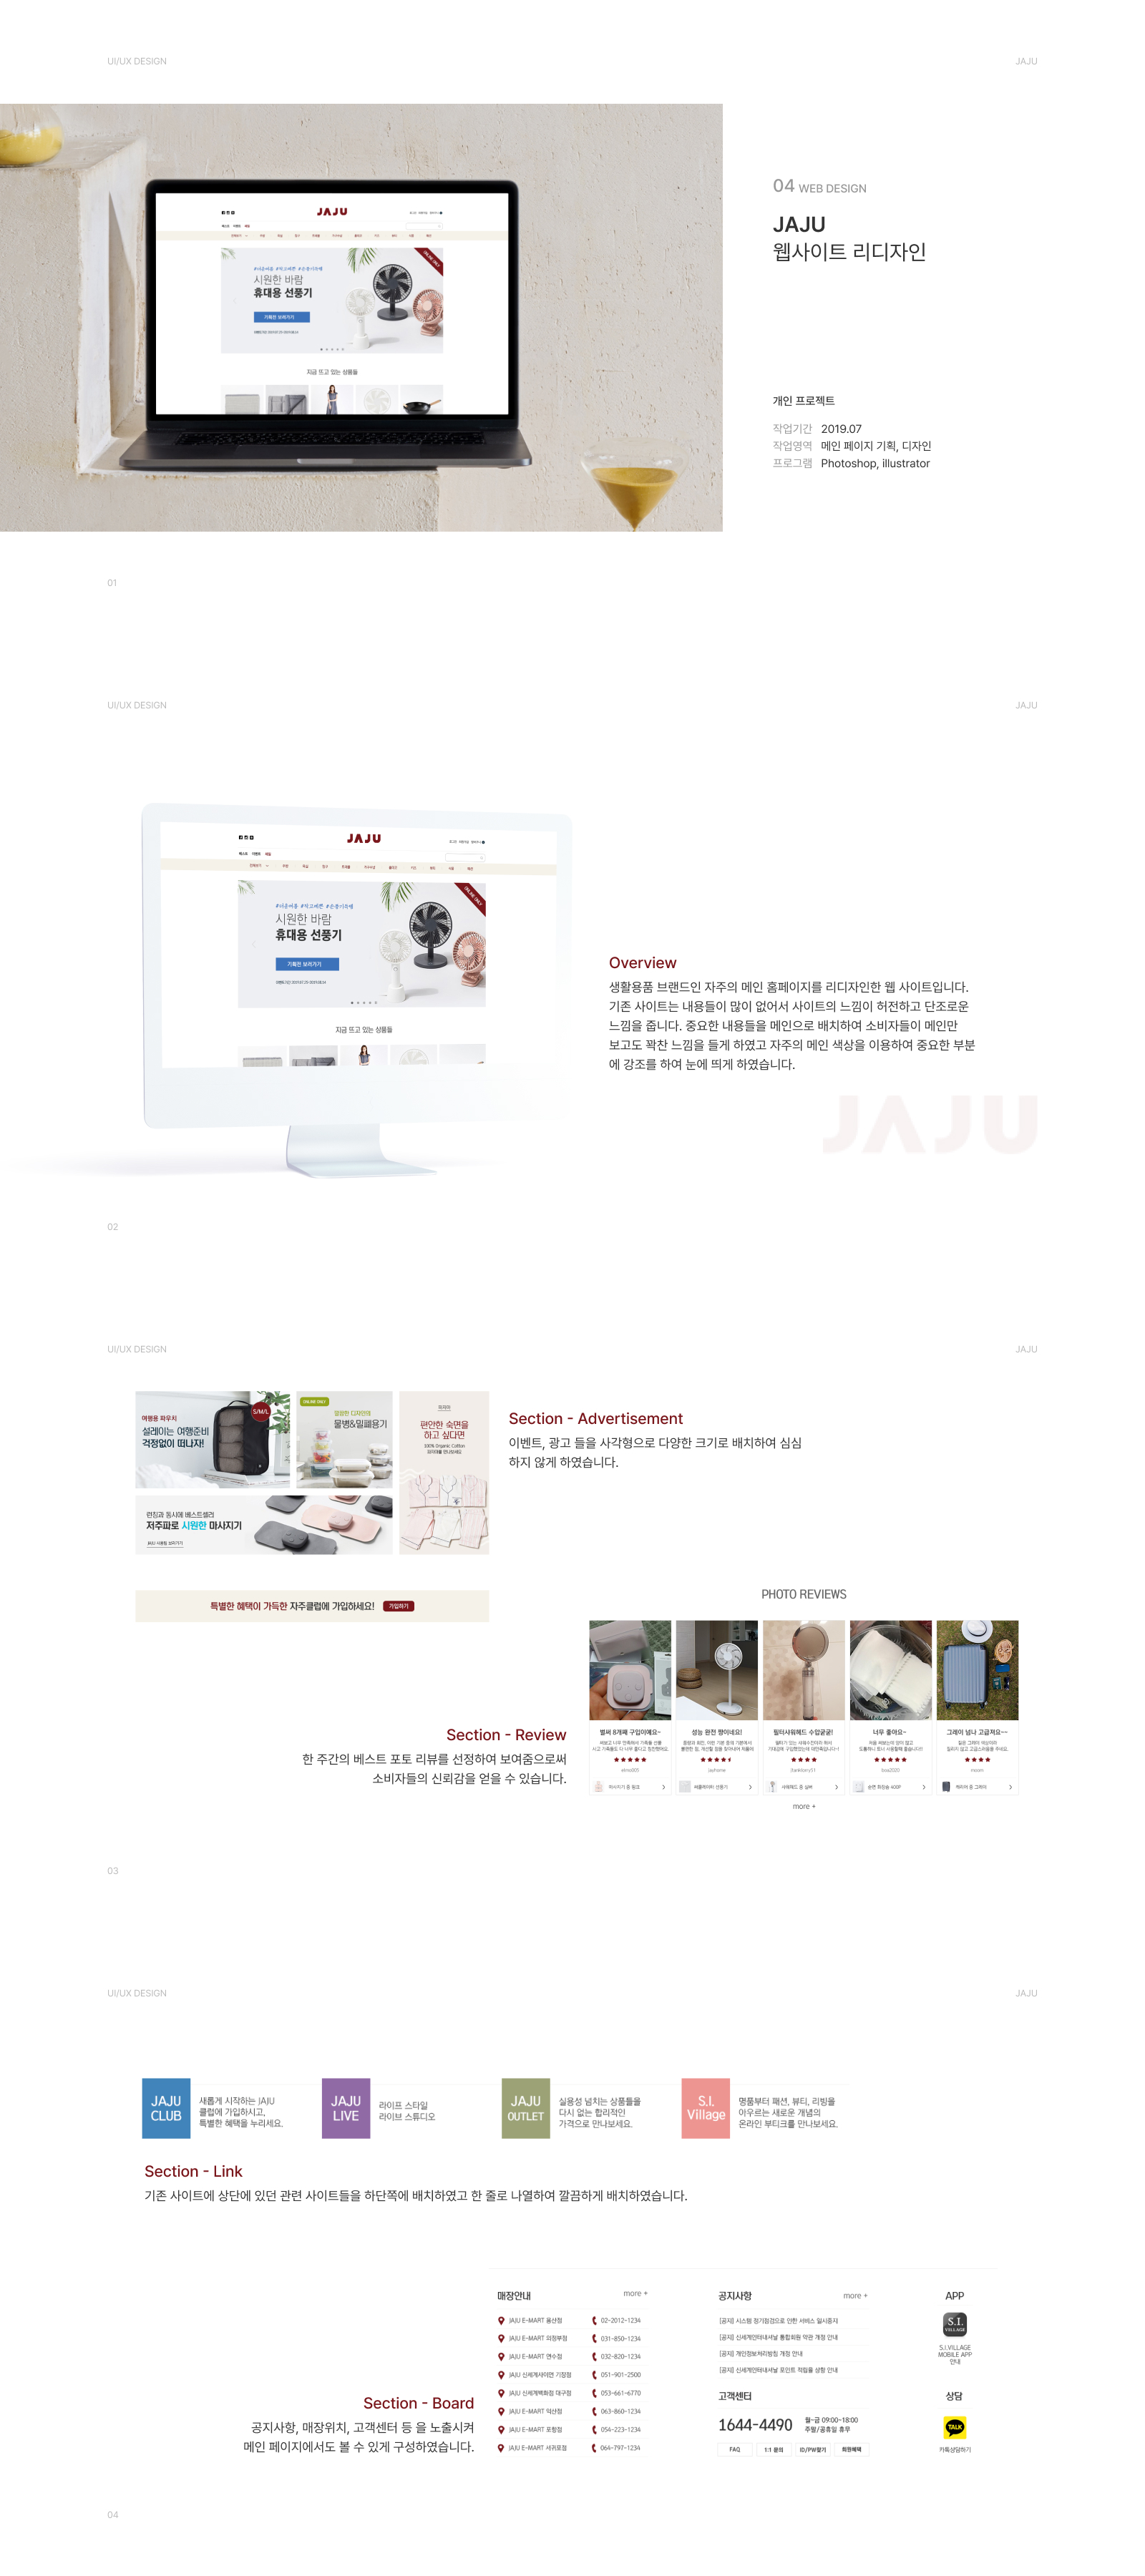 UI/UX DESIGN
JAJU
JAJU
ONLINE ONLY
시원한 바람
휴대용 선풍기
기획전 보러가기
지금 뜨고 있는 상품들
04 WEB DESIGN
JAJU
웹사이트 리디자인
개인 프로젝트
작업기간 2019.07
작업영역 메인 페이지 기획, 디자인
프로그램 Photoshop, illustrator
01
UI/UX DESIGN
JAJU
JAJU
ONLINE ONLY
시원한 바람
휴대용 선풍기
기획전 보러가기
지금 뜨고 있는 상품들
Overview
생활용품 브랜드인 자주의 메인 홈페이지를 리디자인한 웹 사이트입니다.
기존 사이트는 내용들이 많이 없어서 사이트의 느낌이 허전하고 단조로운
느낌을 줍니다. 중요한 내용들을 메인으로 배치하여 소비자들이 메인만
보고도 꽉찬 느낌을 들게 하였고 자주의 메인 색상을 이용하여 중요한 부분
에 강조를 하여 눈에 띄게 하였습니다.
JAJU
02
UI/UX DESIGN
JAJU
여행용 파우치
설레이는 여행준비
걱정없이 떠나자!
S/M/L
ONLINE ONLY
깔끔한 디자인의
물병&밀폐용기
파자마
편안한 숙면을
하고 싶다면
100% Organic Cotton
파자마를 만나보세요
런칭과 동시에 베스트셀러
저주파로 시원한 마사지기
JAJU 사용팁 보러가기
특별한 혜택이 가득한 자주클럽에 가입하세요!
가입하기
Section - Advertisement
이벤트, 광고 들을 사각형으로 다양한 크기로 배치하여 심심
하지 않게 하였습니다.
PHOTO REVIEWS
벌써 8개째 구입이예요~
성능 완전 짱이네요!
필터샤워헤드 수압굳굳!
너무 좋아요~
그레이 넘나 고급져요~~
more +
Section - Review
한 주간의 베스트 포토 리뷰를 선정하여 보여줌으로써
소비자들의 신뢰감을 얻을 수 있습니다.
03
UI/UX DESIGN
JAJU
JAJU
CLUB
새롭게 시작하는 JAJU
클럽에 가입하시고,
특별한 혜택을 누리세요.
JAJU
LIVE
라이프 스타일
라이브 스튜디오
JAJU
OUTLET
실용성 넘치는 상품들을
다시 없는 합리적인
가격으로 만나보세요.
S.I.
Village
명품부터 패션, 뷰티, 리빙을
아우르는 새로운 개념의
온라인 부티크를 만나보세요.
Section - Link
기존 사이트에 상단에 있던 관련 사이트들을 하단쪽에 배치하였고 한 줄로 나열하여 깔끔하게 배치하였습니다.
매장안내
more +
JAJU E-MART 용산점 02-2012-1234
JAJU E-MART 의정부점 031-850-1234
JAJU E-MART 연수점 032-820-1234
JAJU 신세계사이먼 기장점 051-901-2500
JAJU 신세계백화점 대구점 053-661-6770
JAJU E-MART 익산점 063-860-1234
JAJU E-MART 포항점 054-223-1234
JAJU E-MART 서귀포점 064-797-1234
공지사항
more +
[공지] 시스템 정기점검으로 인한 서비스 일시중지
[공지] 신세계인터내셔날 통합회원 약관 개정 안내
[공지] 개인정보처리방침 개정 안내
[공지] 신세계인터내셔날 포인트 적립율 상향 안내
고객센터
1644-4490
월~금 09:00~18:00
주말/공휴일 휴무
FAQ
1:1 문의
ID/PW찾기
회원혜택
APP
S.I.
VILLAGE
S.I.VILLAGE
MOBILE APP
안내
상담
TALK
카톡상담하기
Section - Board
공지사항, 매장위치, 고객센터 등 을 노출시켜
메인 페이지에서도 볼 수 있게 구성하였습니다.
04